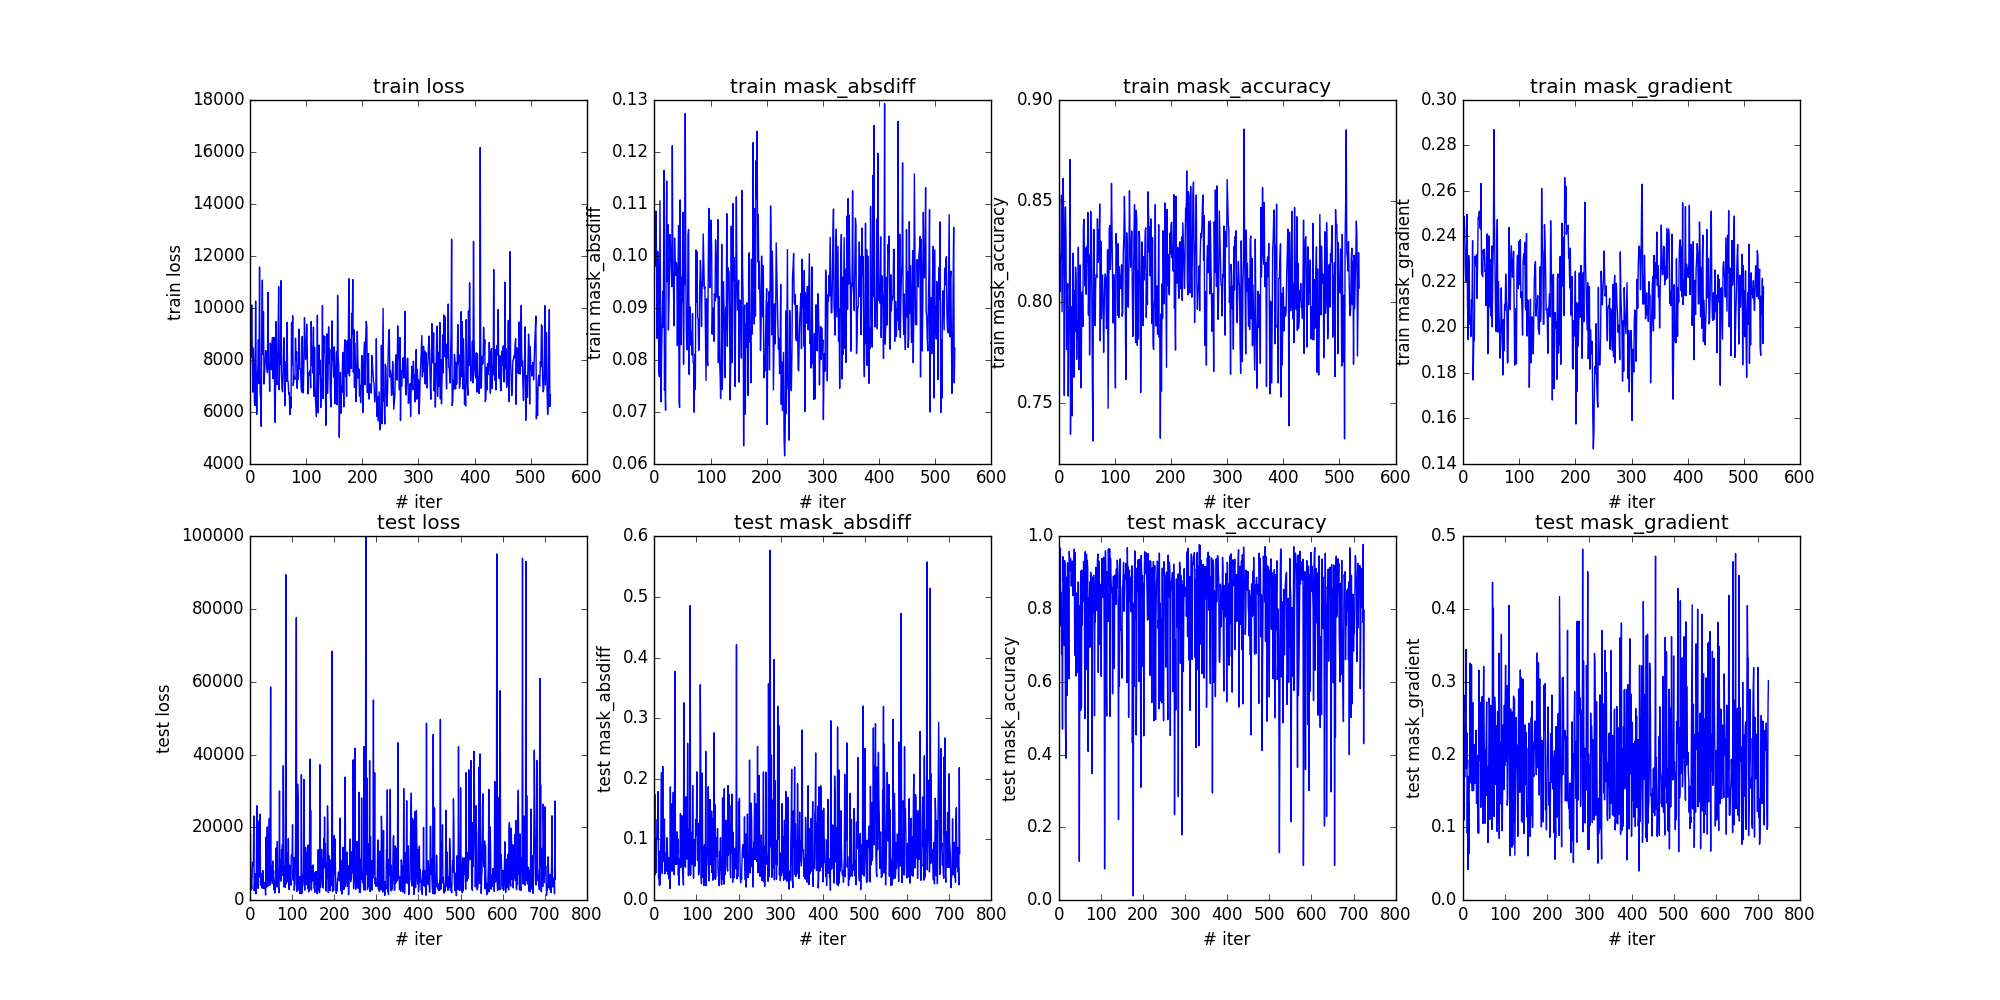 train loss
train mask_absdiff
train mask_accuracy
train mask_gradient
18000
16000
14000
12000
10000
8000
6000
4000
train loss
0 100 200 300 400 500 600
# iter
0.13
0.12
0.11
0.10
0.09
0.08
0.07
0.06
train mask_absdiff
0 100 200 300 400 500 600
# iter
0.90
0.85
0.80
0.75
train mask_accuracy
0 100 200 300 400 500 600
# iter
0.30
0.28
0.26
0.24
0.22
0.20
0.18
0.16
0.14
train mask_gradient
0 100 200 300 400 500 600
# iter
test loss
test mask_absdiff
test mask_accuracy
test mask_gradient
100000
80000
60000
40000
20000
0
test loss
0 100 200 300 400 500 600 700 800
# iter
0.6
0.5
0.4
0.3
0.2
0.1
0.0
test mask_absdiff
0 100 200 300 400 500 600 700 800
# iter
1.0
0.8
0.6
0.4
0.2
0.0
test mask_accuracy
0 100 200 300 400 500 600 700 800
# iter
0.5
0.4
0.3
0.2
0.1
0.0
test mask_gradient
0 100 200 300 400 500 600 700 800
# iter